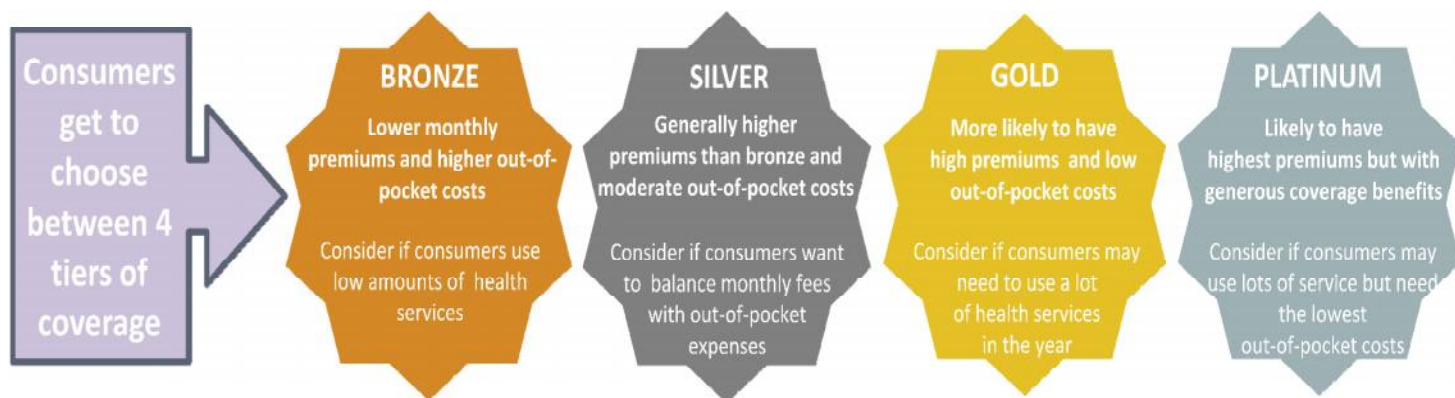 Consumers
get to
choose
between 4
tiers of
coverage
BRONZE
Lower monthly
premiums and higher out-of-
pocket costs
Consider if consumers use
low amounts of health
services
SILVER
Generally higher
premiums than bronze and
moderate out-of-pocket costs
Consider if consumers want
to balance monthly fees
with out-of-pocket
expenses
GOLD
More likely to have
high premiums and low
out-of-pocket costs
Consider if consumers may
need to use a lot
of health services
in the year
PLATINUM
Likely to have
highest premiums but with
generous coverage benefits
Consider if consumers may
use lots of service but need
the lowest
out-of-pocket costs